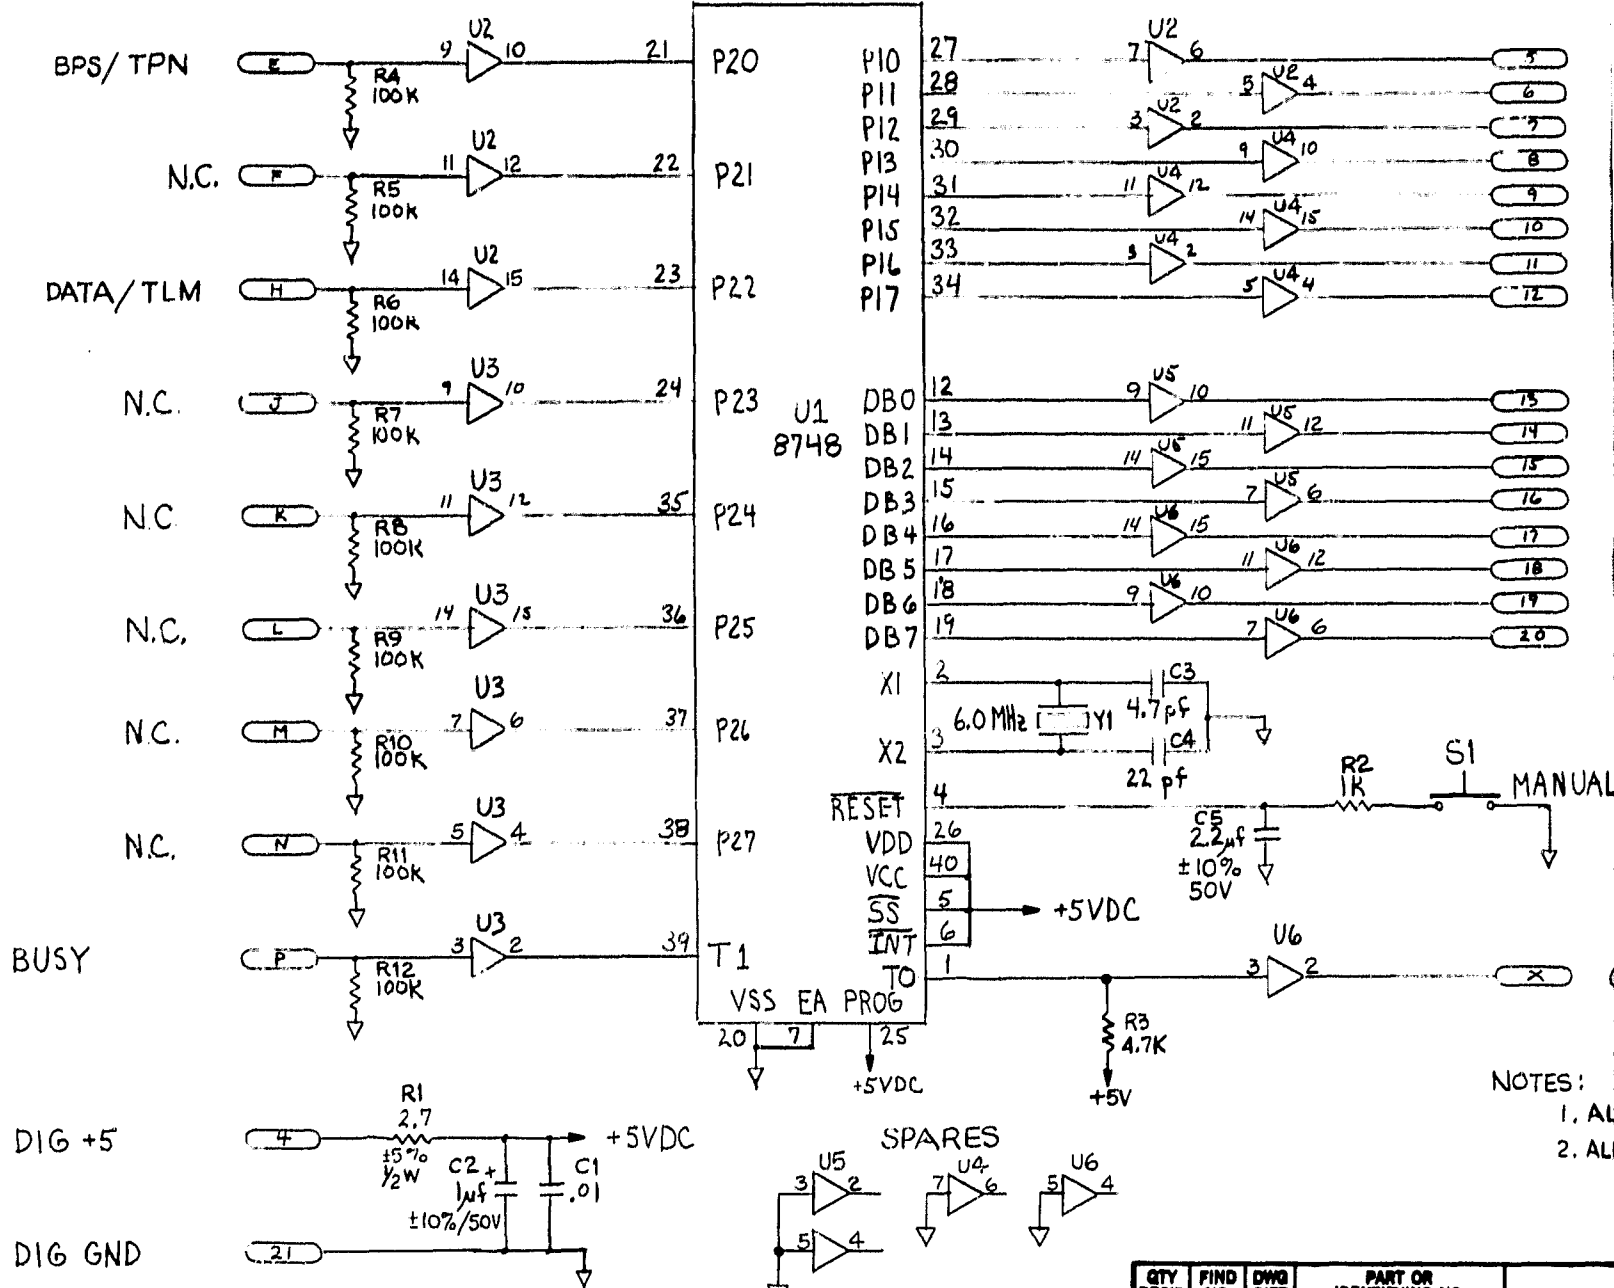 BPS/TPN E R4 100K 9 U2 10 21 P20
N.C. F R5 100K 11 U2 12 22 P21
DATA/TLM H R6 100K 14 U2 15 23 P22
N.C. J R7 100K 9 U3 10 24 P23
N.C K R8 100K 11 U3 12 35 P24
N.C. L R9 100K 14 U3 15 36 P25
N.C. M R10 100K 7 U3 6 37 P26
N.C. N R11 100K 5 U3 4 38 P27
BUSY P R12 100K 3 U3 2 39 T1
U1
8748
P10 27 7 U2 6 5
P11 28 5 U2 4 6
P12 29 3 U2 2 7
P13 30 9 U4 10 8
P14 31 11 U4 12 9
P15 32 14 U4 15 10
P16 33 3 U4 2 11
P17 34 5 U4 4 12
DB0 12 9 U5 10 13
DB1 13 11 U5 12 14
DB2 14 14 U5 15 15
DB3 15 7 U5 6 16
DB4 16 14 U6 15 17
DB5 17 11 U6 12 18
DB6 18 9 U6 10 19
DB7 19 7 U6 6 20
X1 2 C3 4.7pf
6.0 MHz Y1
X2 3 C4 22 pf
RESET 4 C5 2.2µf ±10% 50V R2 1K S1 MANUAL
VDD 26
VCC 40
SS 5 +5VDC
INT 6
T0 1 3 U6 2 X
R3 4.7K +5V
VSS EA PROG
20 7 25
+5VDC
DIG +5 4 R1 2.7 ±5% 1/2W +5VDC
C2 + 1µf ±10%/50V C1 .01
DIG GND 21
SPARES
3 U5 2 7 U4 6 5 U6 4
5 4
NOTES:
1. AL
2. ALL
QTY FIND DWG PART OR